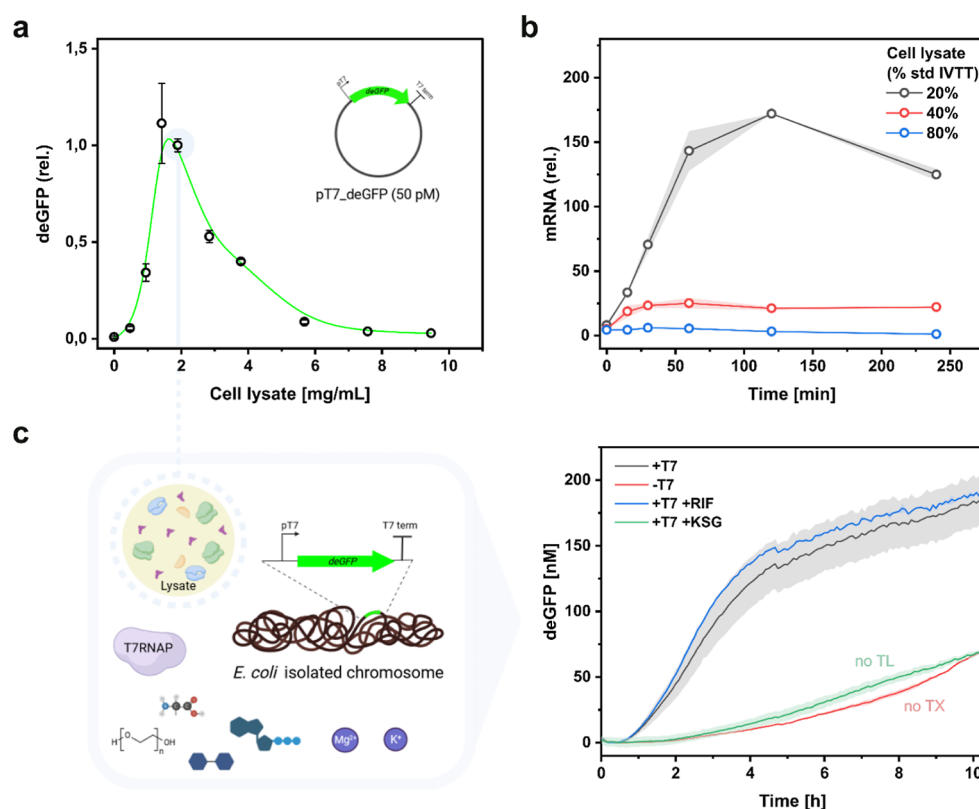 a
deGFP (rel.)
1,5
1,0
0,5
0,0
0
2
4
6
8
10
Cell lysate [mg/mL]
pT7
deGFP
T7 term
pT7_deGFP (50 pM)
b
mRNA (rel.)
200
150
100
50
0
0
50
100
150
200
250
Time [min]
Cell lysate
(% std IVTT)
20%
40%
80%
c
Lysate
pT7
T7 term
deGFP
T7RNAP
E. coli isolated chromosome
H
O
OH
n
Mg²⁺
K⁺
deGFP [nM]
200
150
100
50
0
0
2
4
6
8
10
Time [h]
+T7
-T7
+T7 +RIF
+T7 +KSG
no TL
no TX